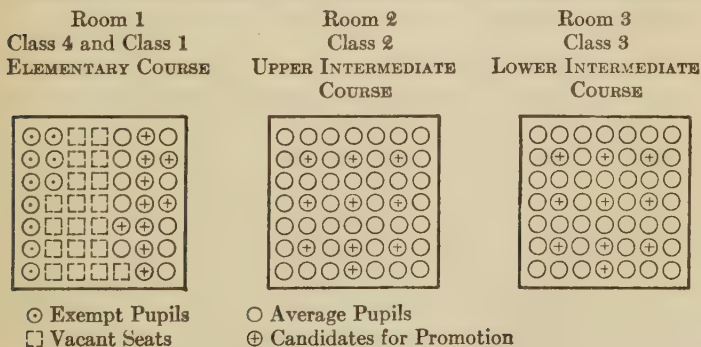 Room 1
Class 4 and Class 1
ELEMENTARY COURSE
Room 2
Class 2
UPPER INTERMEDIATE
COURSE
Room 3
Class 3
LOWER INTERMEDIATE
COURSE
Exempt Pupils
Vacant Seats
Average Pupils
Candidates for Promotion